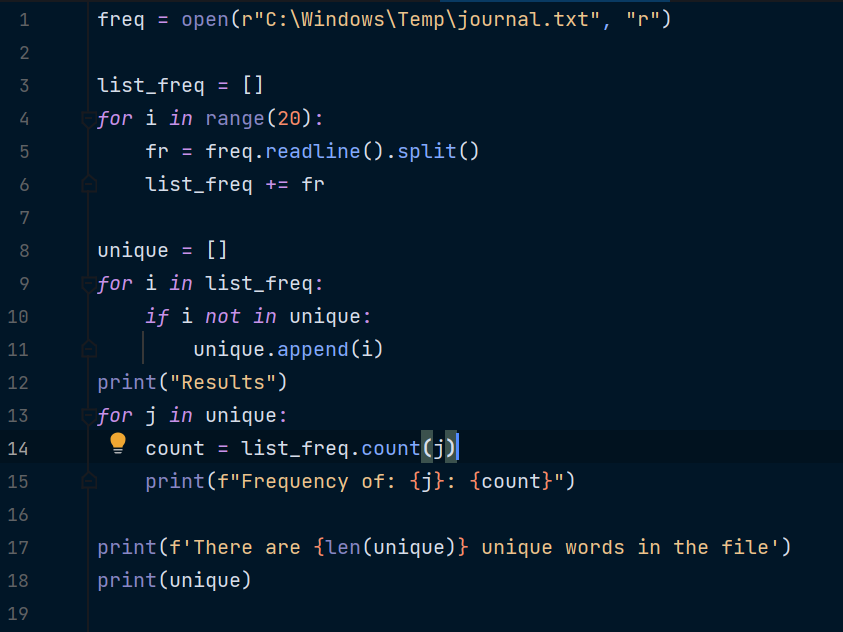 1 freq = open(r"C:\Windows\Temp\journal.txt", "r")
2
3 list_freq = []
4 for i in range(20):
5     fr = freq.readline().split()
6     list_freq += fr
7
8 unique = []
9 for i in list_freq:
10     if i not in unique:
11         unique.append(i)
12 print("Results")
13 for j in unique:
14     count = list_freq.count(j)
15     print(f"Frequency of: {j}: {count}")
16
17 print(f'There are {len(unique)} unique words in the file')
18 print(unique)
19